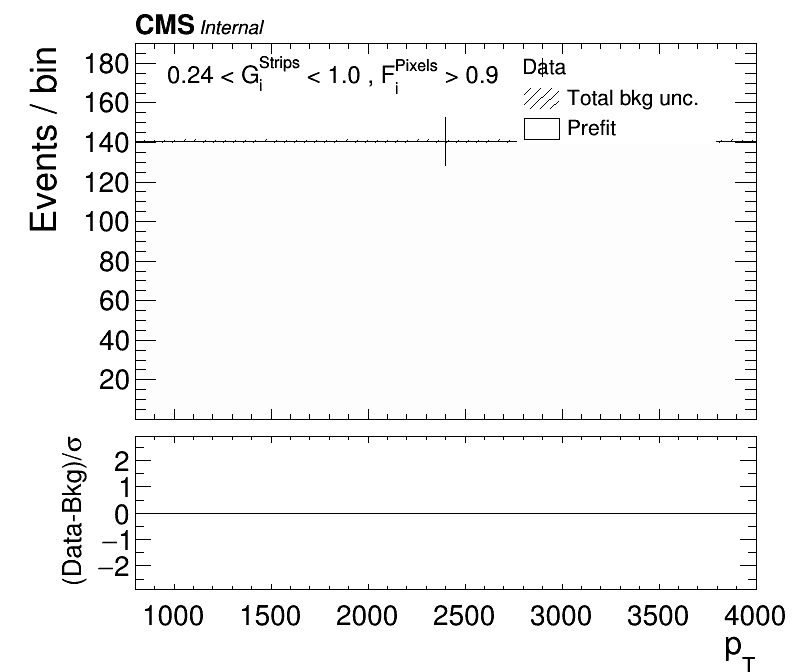 CMS Internal
0.24 < G_i^Strips < 1.0 , F_i^Pixels > 0.9
Data
Total bkg unc.
Prefit
Events / bin
180
160
140
120
100
80
60
40
20
(Data-Bkg)/σ
2
1
0
−1
−2
1000 1500 2000 2500 3000 3500 4000
p_T